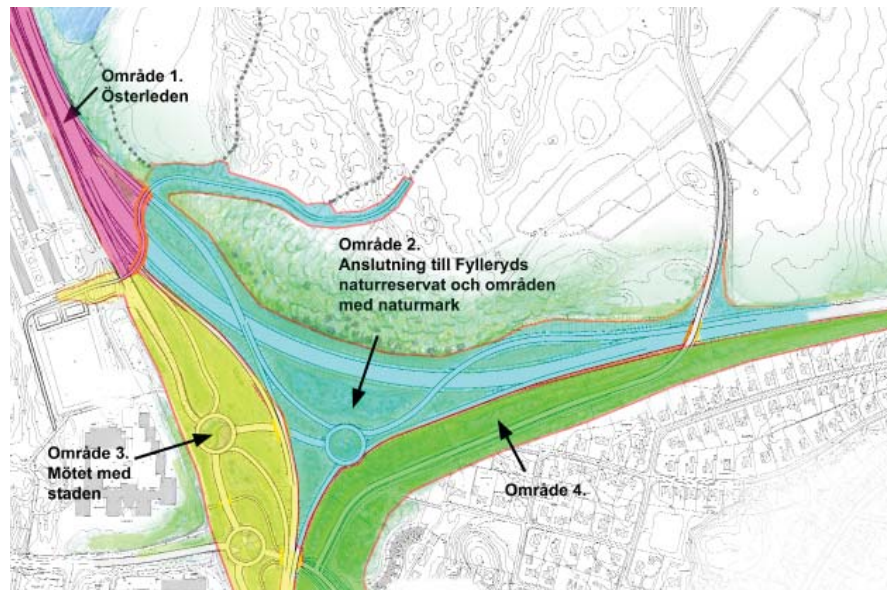 Område 1.
Österleden
Område 2.
Anslutning till Fylleryds
naturreservat och områden
med naturmark
Område 3.
Mötet med
staden
Område 4.